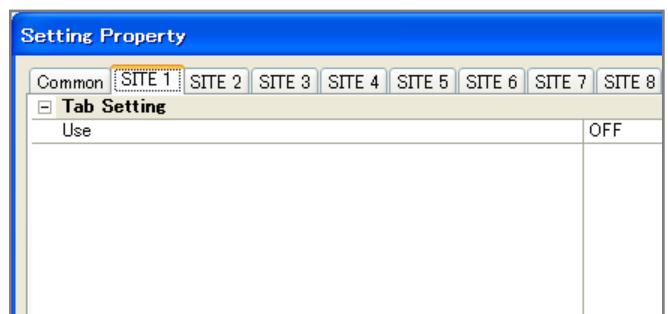 Setting Property
Common SITE 1 SITE 2 SITE 3 SITE 4 SITE 5 SITE 6 SITE 7 SITE 8
Tab Setting
Use OFF